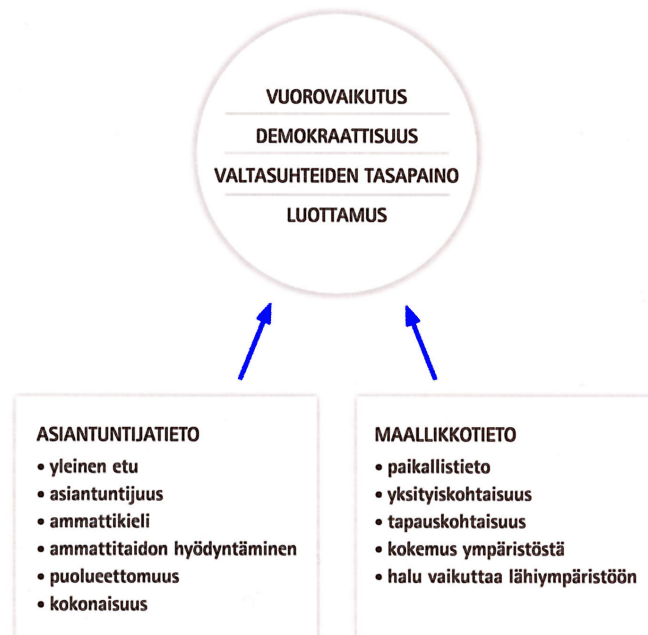 VUOROVAIKUTUS
DEMOKRAATTISUUS
VALTASUHTEIDEN TASAPAINO
LUOTTAMUS
ASIANTUNTIJATIETO
• yleinen etu
• asiantuntijuus
• ammattikieli
• ammattitaidon hyödyntäminen
• puolueettomuus
• kokonaisuus
MAALLIKKOTIETO
• paikallistieto
• yksityiskohtaisuus
• tapauskohtaisuus
• kokemus ympäristöstä
• halu vaikuttaa lähiympäristöön